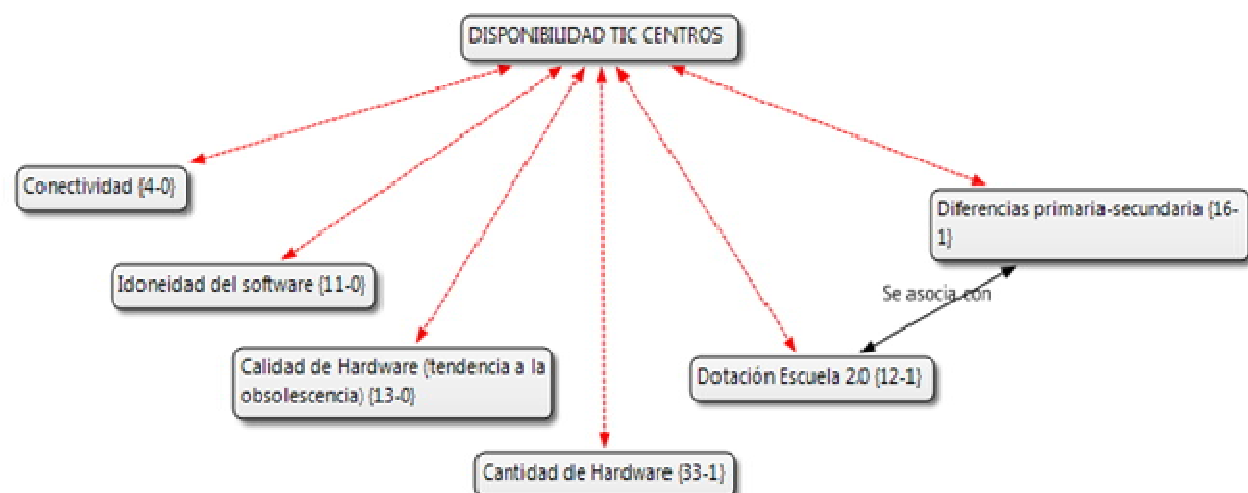 DISPONIBILIDAD TIC CENTROS
Conectividad {4-0}
Diferencias primaria-secundaria {16-
1}
Idoneidad del software {11-0}
Se asocia con
Calidad de Hardware (tendencia a la
obsolescencia) {13-0}
Dotación Escuela 2.0 {12-1}
Cantidad de Hardware {33-1}